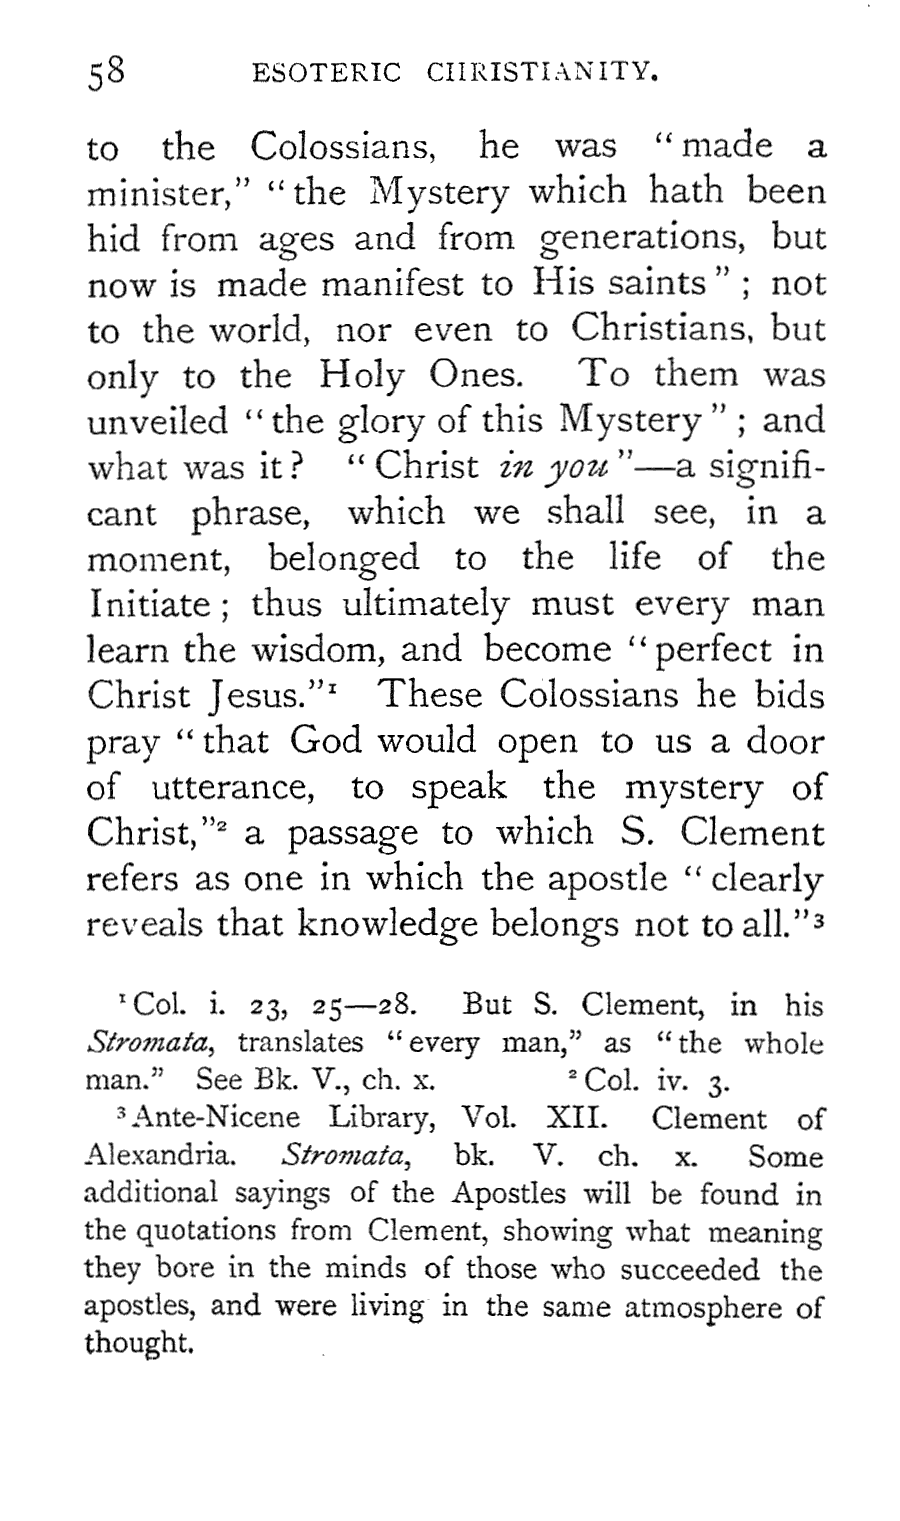 58 ESOTERIC CHRISTIANITY.
to the Colossians, he was “made a
minister,” “the Mystery which hath been
hid from ages and from generations, but
now is made manifest to His saints”; not
to the world, nor even to Christians, but
only to the Holy Ones. To them was
unveiled “the glory of this Mystery”; and
what was it? “Christ in you”—a signifi-
cant phrase, which we shall see, in a
moment, belonged to the life of the
Initiate; thus ultimately must every man
learn the wisdom, and become “perfect in
Christ Jesus.”¹ These Colossians he bids
pray “that God would open to us a door
of utterance, to speak the mystery of
Christ,”² a passage to which S. Clement
refers as one in which the apostle “clearly
reveals that knowledge belongs not to all.”³
¹ Col. i. 23, 25—28. But S. Clement, in his
Stromata, translates “every man,” as “the whole
man.” See Bk. V., ch. x. ² Col. iv. 3.
³ Ante-Nicene Library, Vol. XII. Clement of
Alexandria. Stromata, bk. V. ch. x. Some
additional sayings of the Apostles will be found in
the quotations from Clement, showing what meaning
they bore in the minds of those who succeeded the
apostles, and were living in the same atmosphere of
thought.